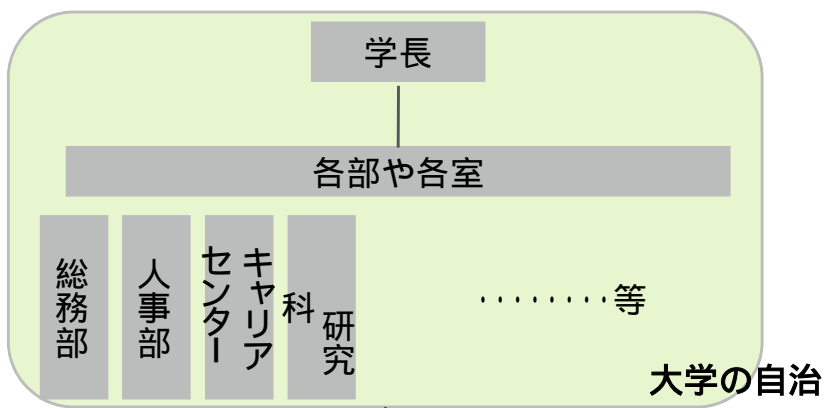 学長
各部や各室
総務部
人事部
キャリア
センター
研究
科
········等
大学の自治